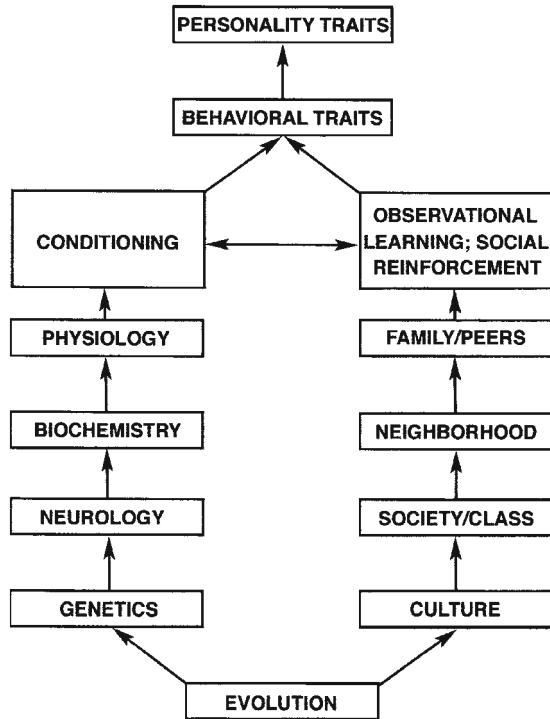 PERSONALITY TRAITS
BEHAVIORAL TRAITS
CONDITIONING
OBSERVATIONAL
LEARNING; SOCIAL
REINFORCEMENT
PHYSIOLOGY
FAMILY/PEERS
BIOCHEMISTRY
NEIGHBORHOOD
NEUROLOGY
SOCIETY/CLASS
GENETICS
CULTURE
EVOLUTION